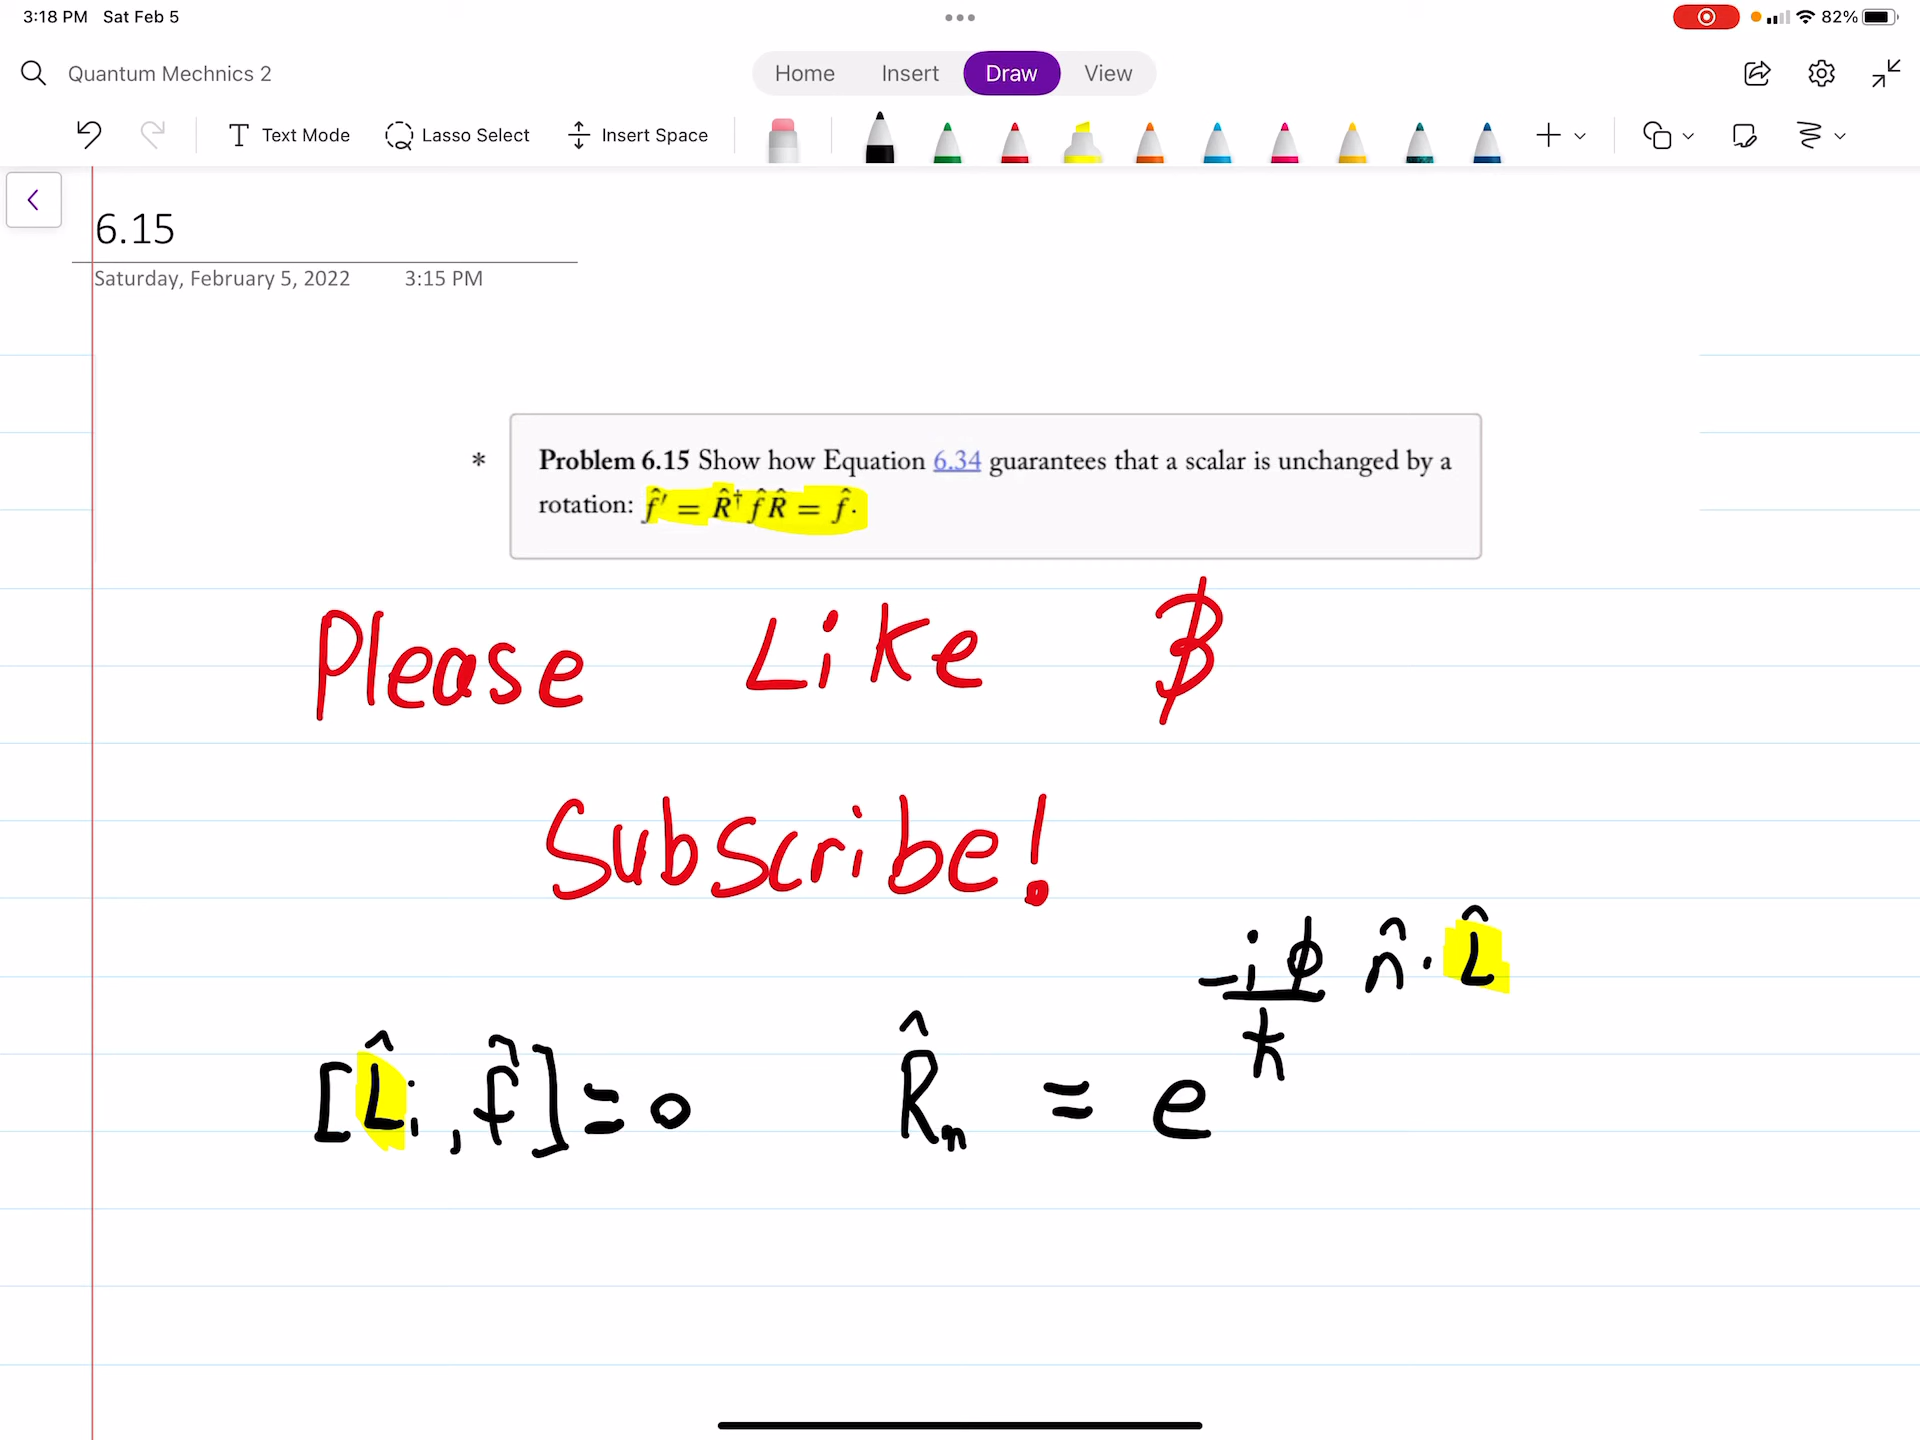 3:18 PM Sat Feb 5
82%
Quantum Mechnics 2
Home Insert Draw View
Text Mode Lasso Select Insert Space
6.15
Saturday, February 5, 2022 3:15 PM
* Problem 6.15 Show how Equation 6.34 guarantees that a scalar is unchanged by a
rotation: f̂′ = R̂† f̂ R̂ = f̂.
Please Like &
Subscribe!
[L̂i , f̂] = 0 R̂n = e^(-iϕ/ħ n̂ · L̂)